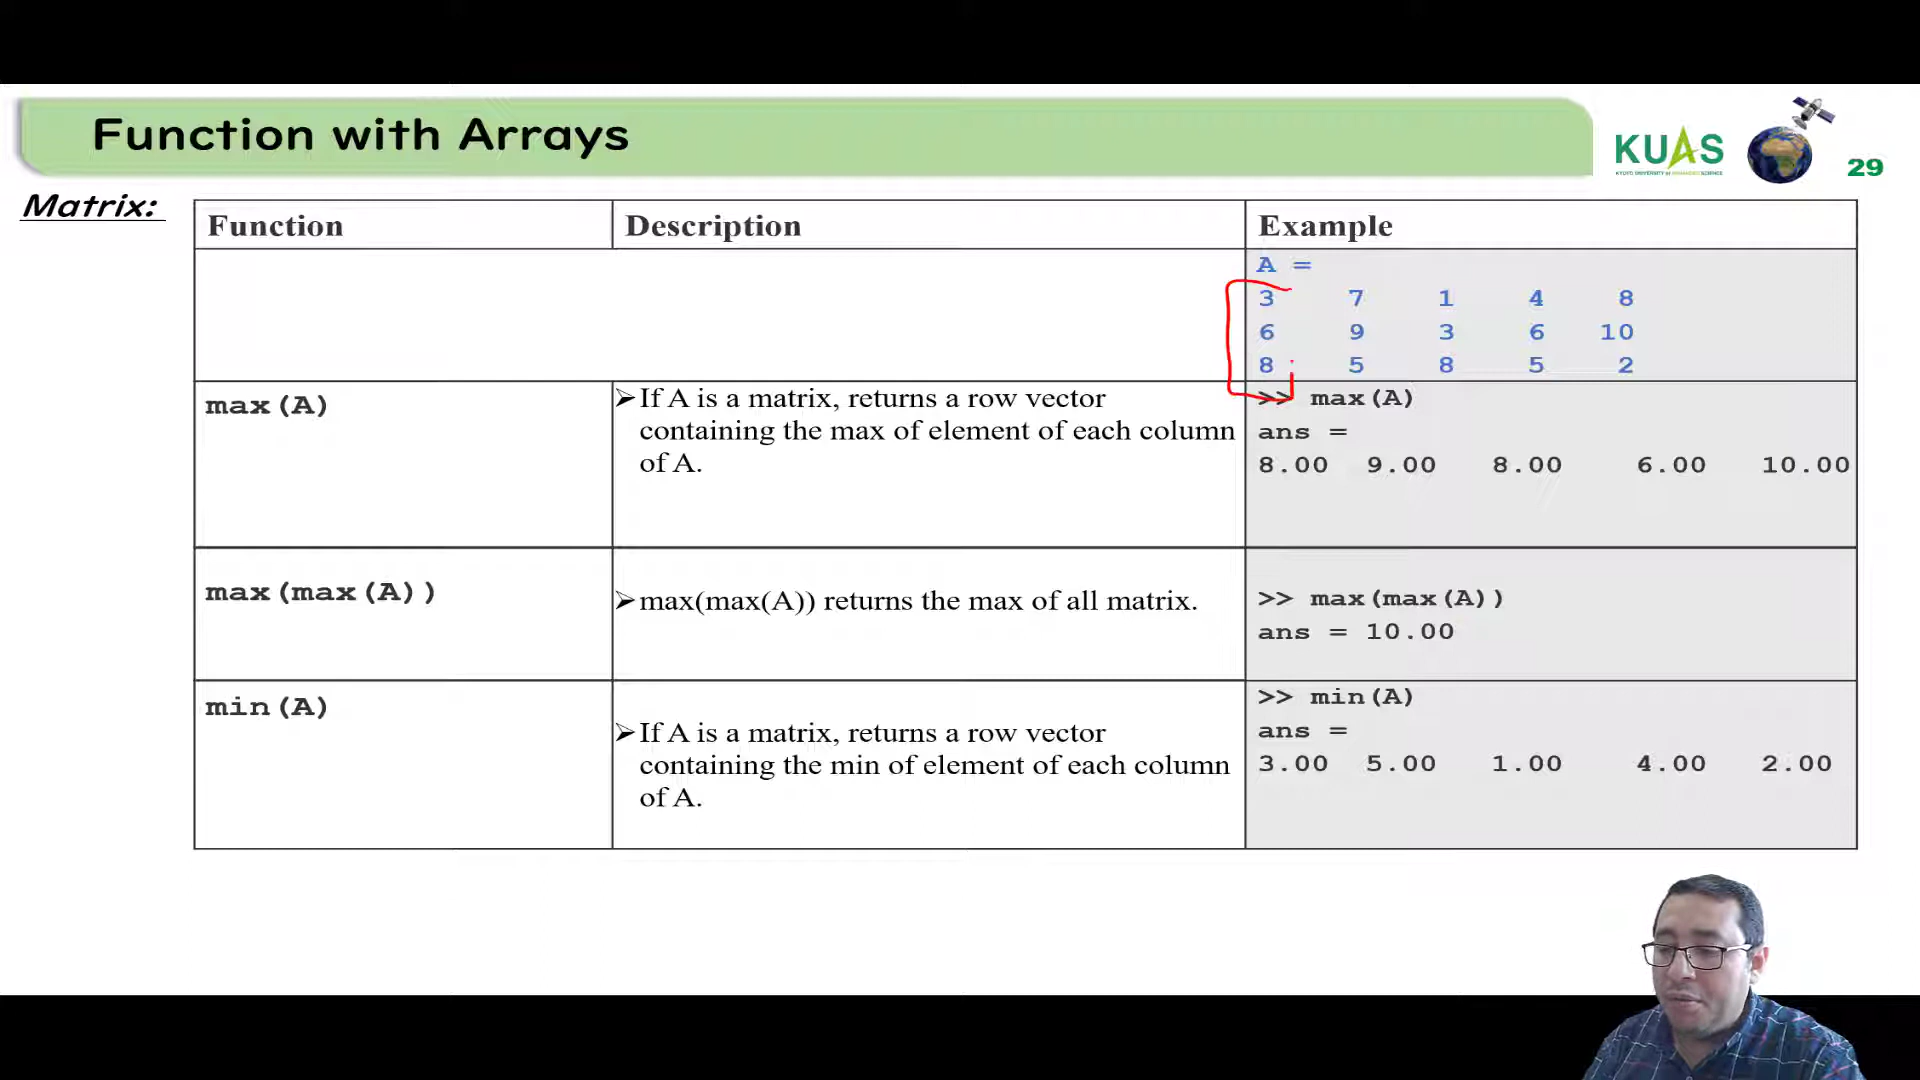 Function with Arrays
KUAS
29
Matrix:
Function Description Example
A =
3 7 1 4 8
6 9 3 6 10
8 5 8 5 2
max(A)
➢If A is a matrix, returns a row vector
containing the max of element of each column
of A.
>> max(A)
ans =
8.00 9.00 8.00 6.00 10.00
max(max(A))
➢max(max(A)) returns the max of all matrix.
>> max(max(A))
ans = 10.00
min(A)
➢If A is a matrix, returns a row vector
containing the min of element of each column
of A.
>> min(A)
ans =
3.00 5.00 1.00 4.00 2.00